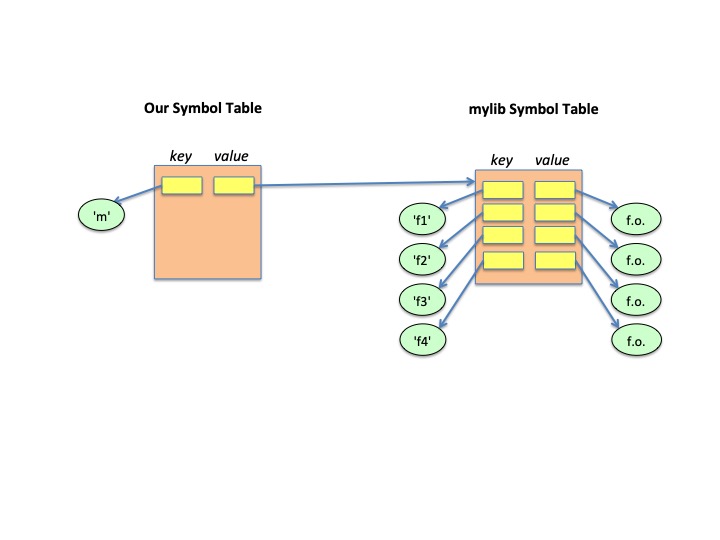 Our Symbol Table
mylib Symbol Table
key value
key value
'm'
'f1'
f.o.
'f2'
f.o.
'f3'
f.o.
'f4'
f.o.